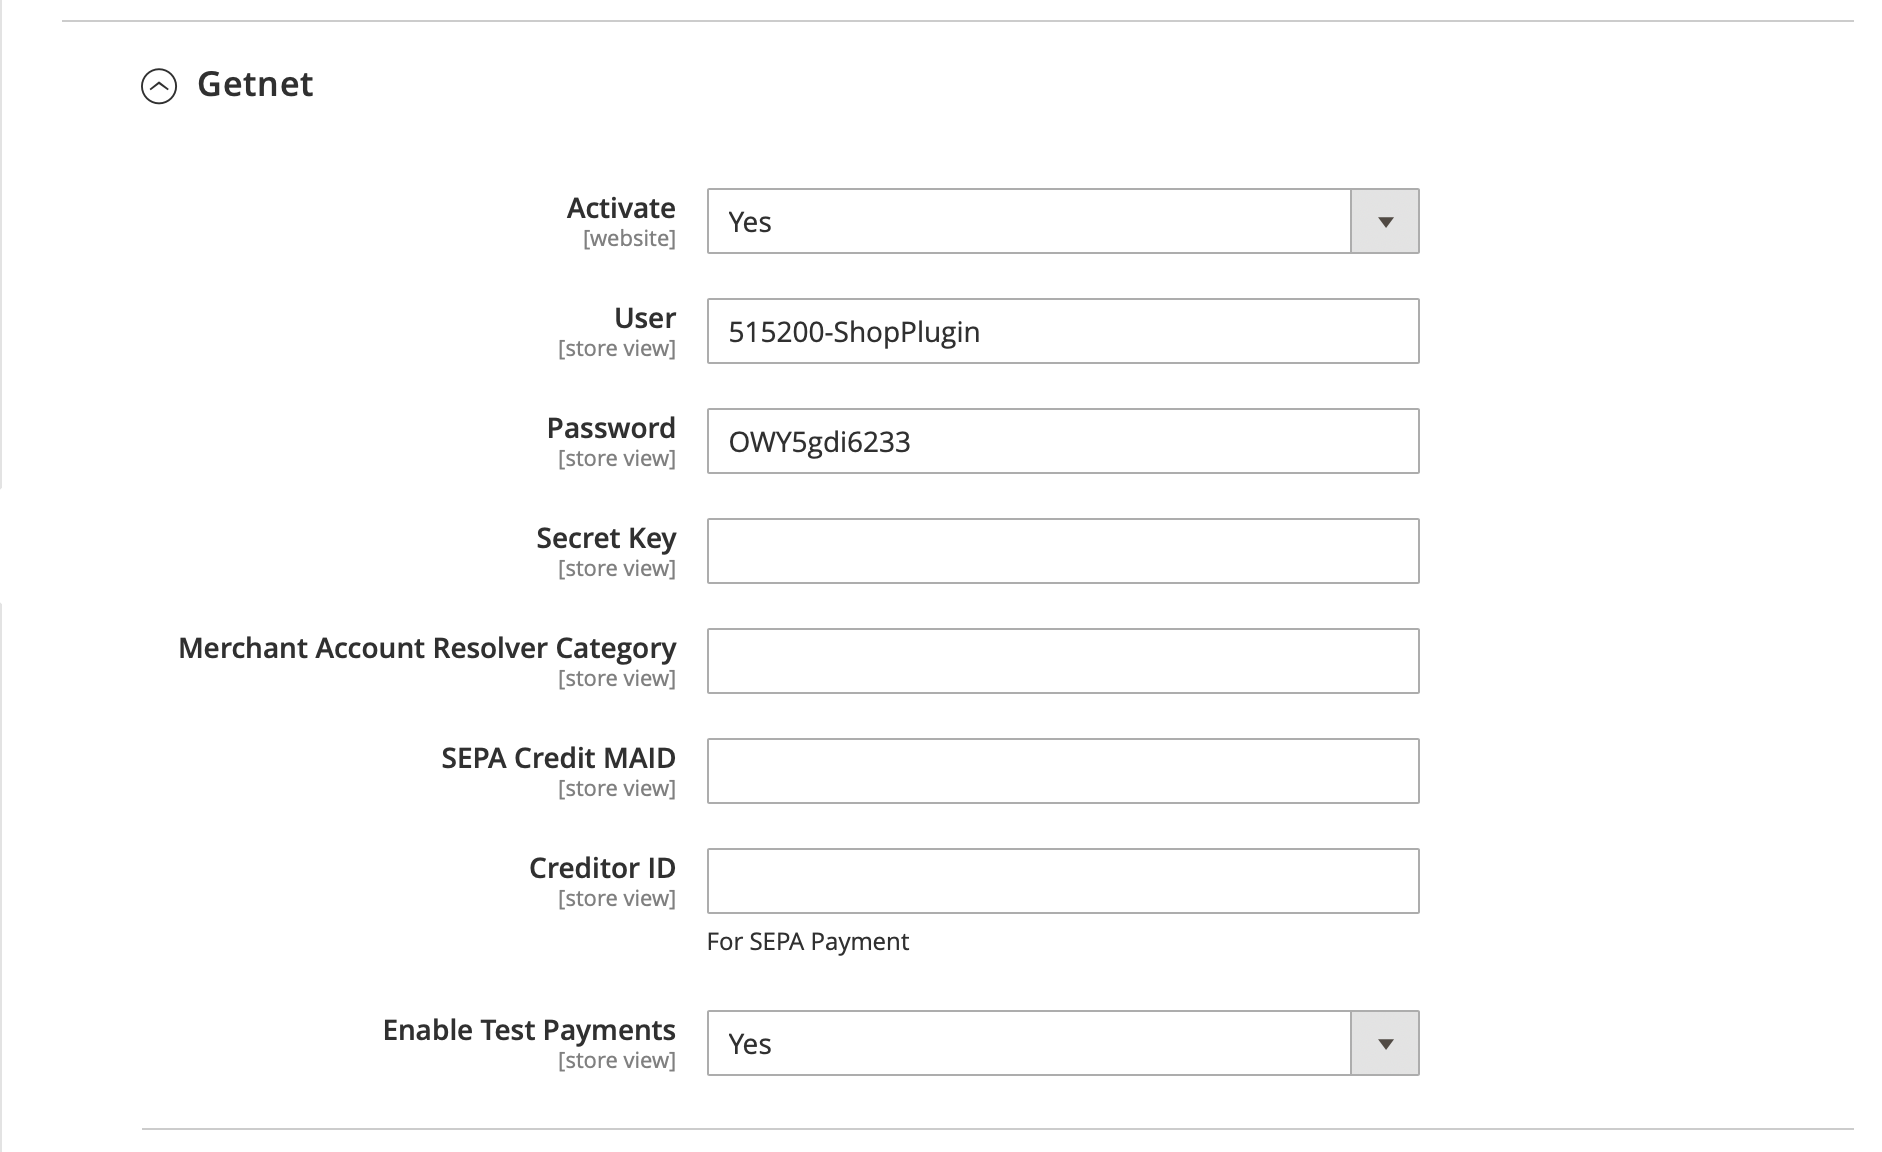 Getnet
Activate
[website]
Yes
User
[store view]
515200-ShopPlugin
Password
[store view]
OWY5gdi6233
Secret Key
[store view]
Merchant Account Resolver Category
[store view]
SEPA Credit MAID
[store view]
Creditor ID
[store view]
For SEPA Payment
Enable Test Payments
[store view]
Yes